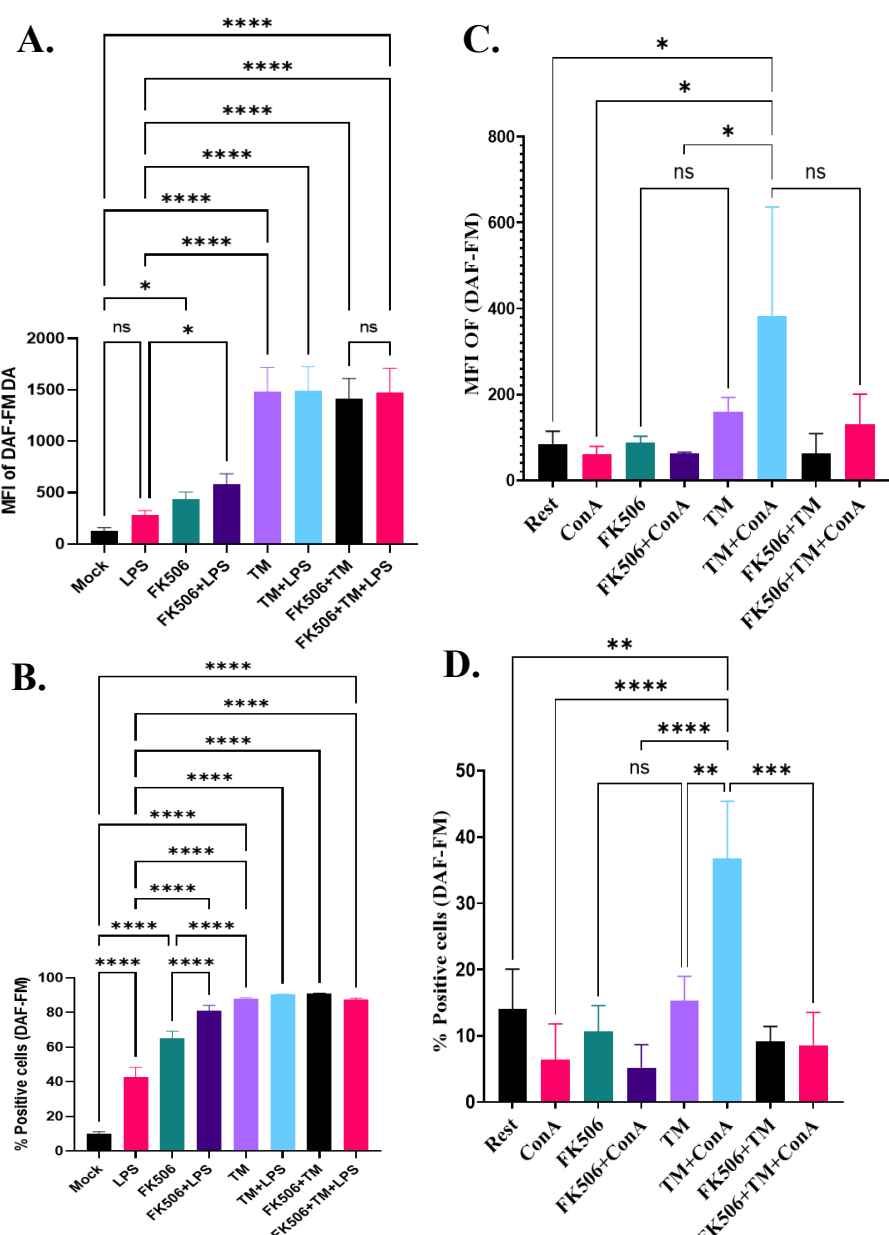 A.
****
****
****
****
****
****
*
ns
*
ns
MFI of DAF-FM DA
2000
1500
1000
500
0
Mock
LPS
FK506
FK506+LPS
TM
TM+LPS
FK506+TM
FK506+TM+LPS
C.
*
*
*
ns
ns
MFI OF (DAF-FM)
800
600
400
200
0
Rest
ConA
FK506
FK506+ConA
TM
TM+ConA
FK506+TM
FK506+TM+ConA
B.
****
****
****
****
****
****
****
****
****
****
****
% Positive cells (DAF-FM)
100
80
60
40
20
0
Mock
LPS
FK506
FK506+LPS
TM
TM+LPS
FK506+TM
FK506+TM+LPS
D.
**
****
****
ns
**
***
% Positive cells (DAF-FM)
50
40
30
20
10
0
Rest
ConA
FK506
FK506+ConA
TM
TM+ConA
FK506+TM
FK506+TM+ConA